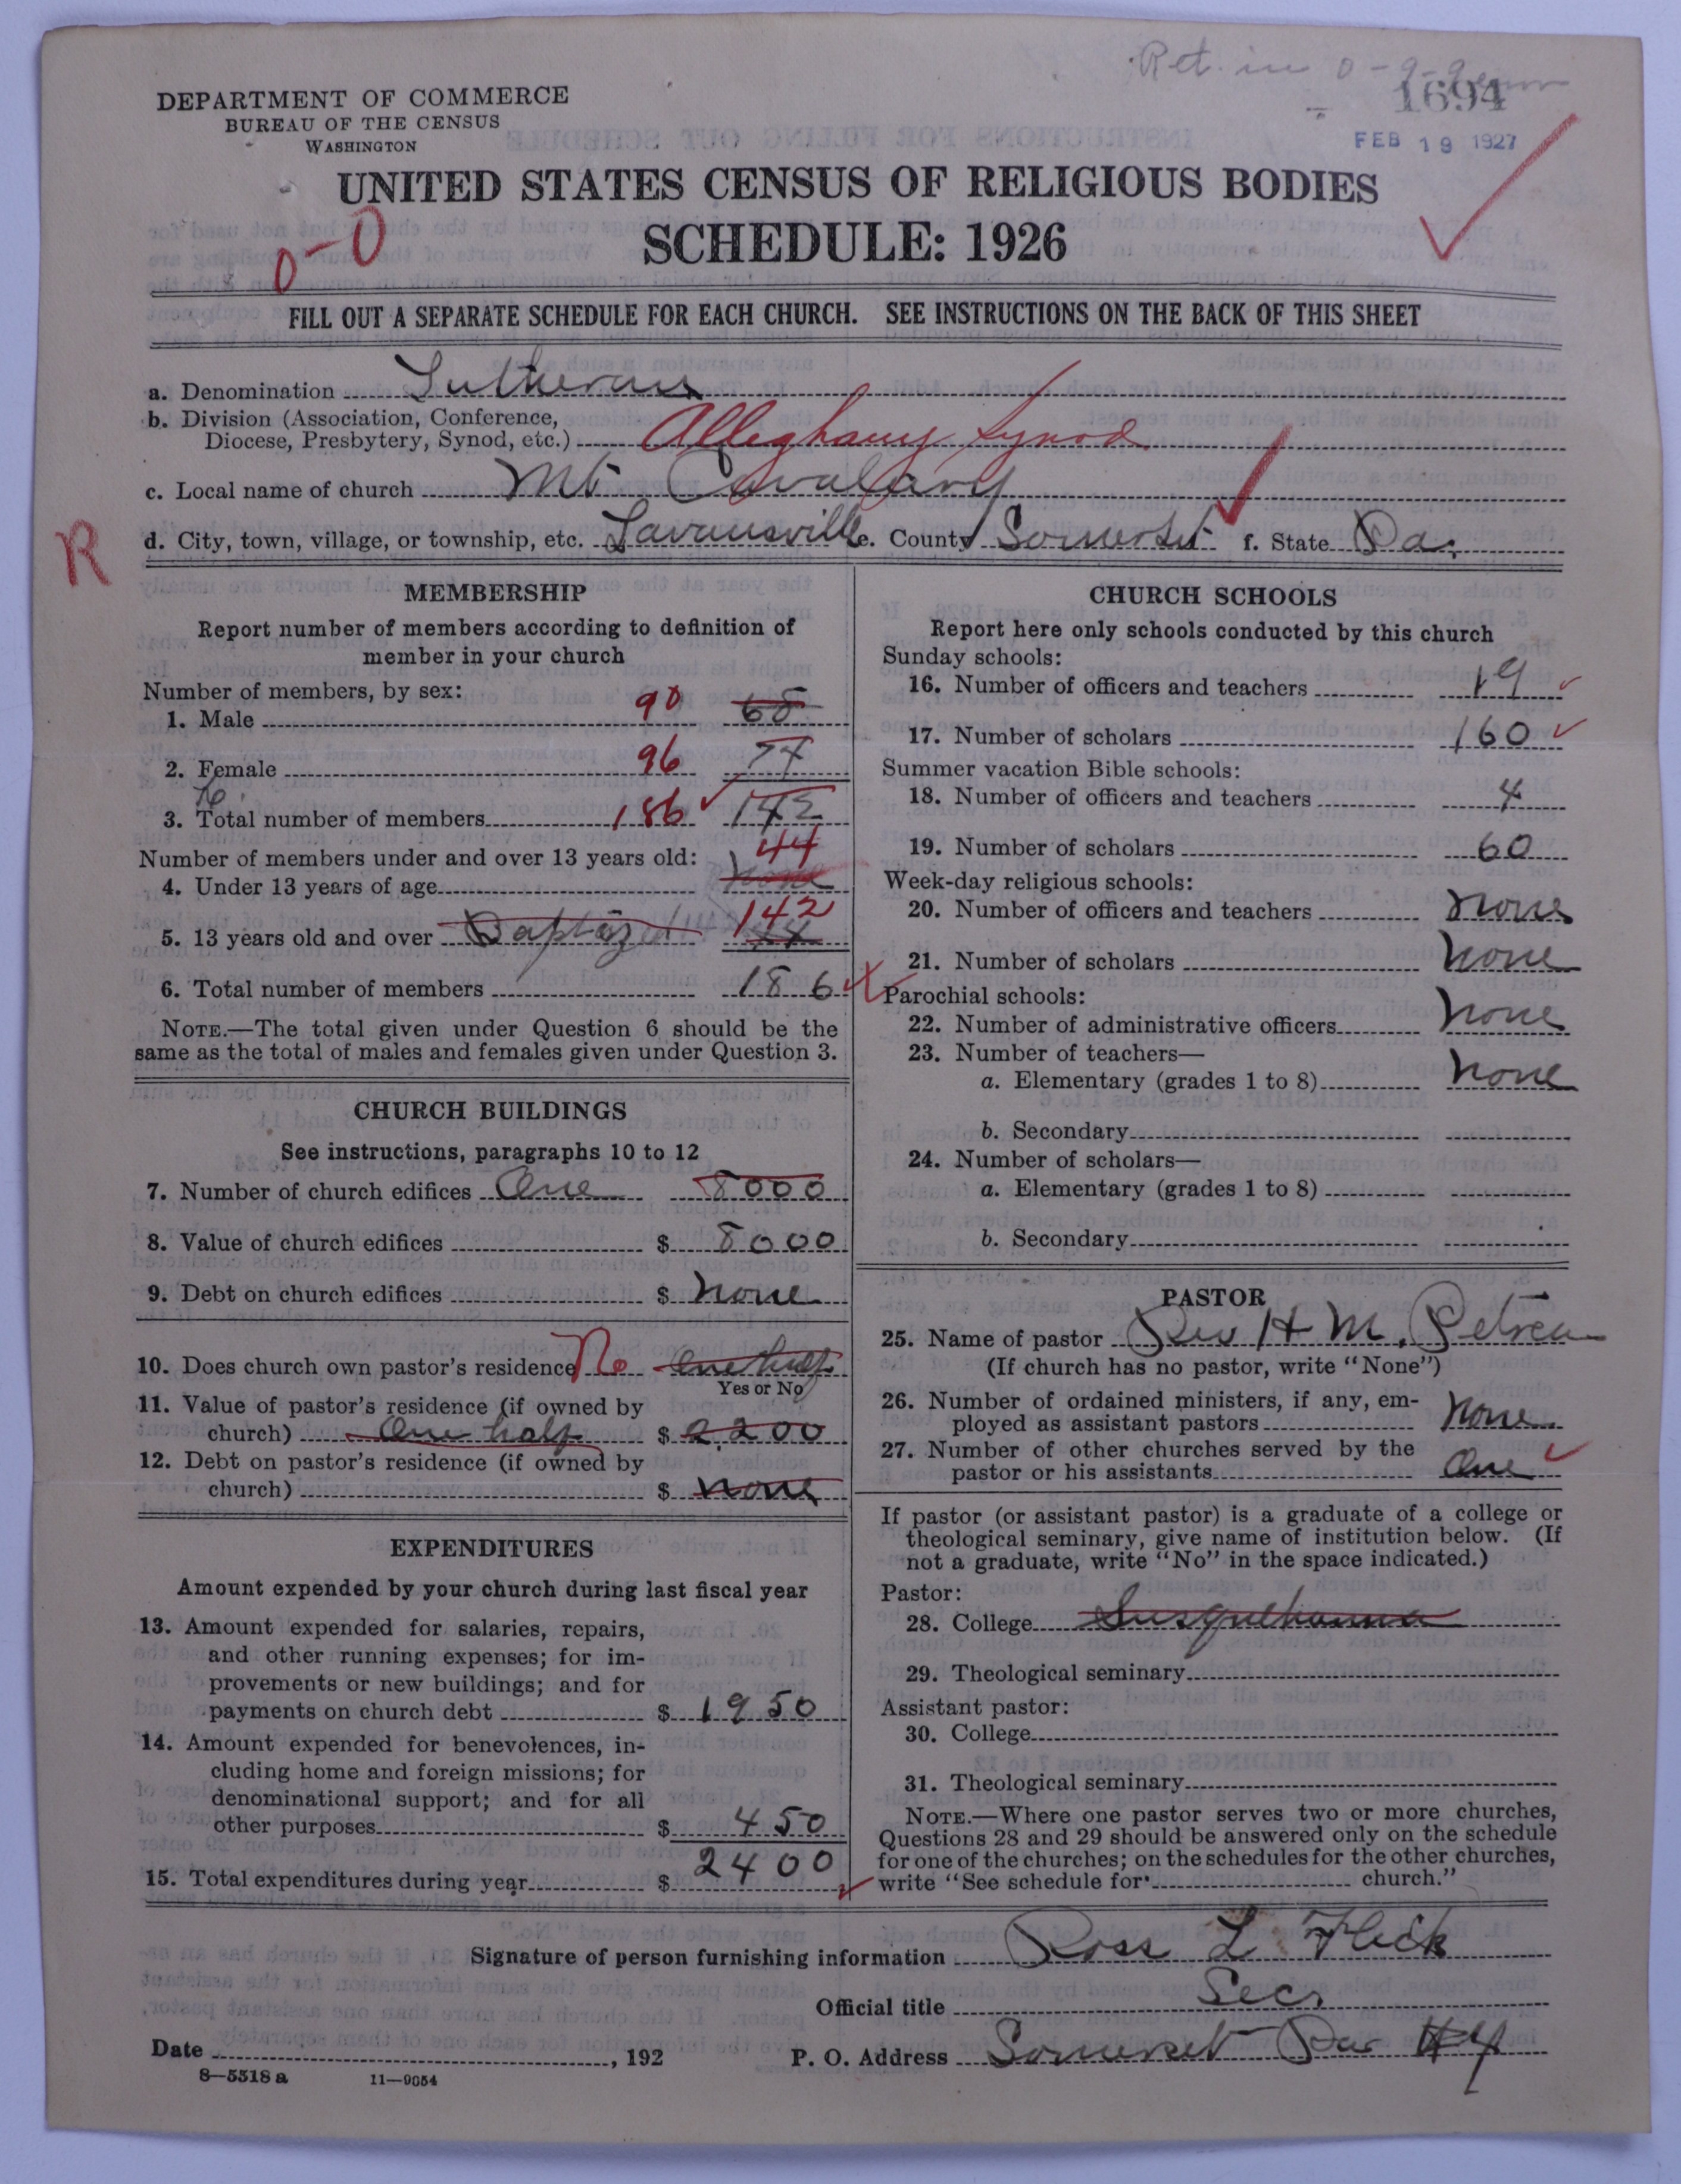 Ret. in 0-9-9
1694
DEPARTMENT OF COMMERCE
BUREAU OF THE CENSUS
WASHINGTON
FEB 19 1927
UNITED STATES CENSUS OF RELIGIOUS BODIES
0-0
SCHEDULE: 1926
FILL OUT A SEPARATE SCHEDULE FOR EACH CHURCH. SEE INSTRUCTIONS ON THE BACK OF THIS SHEET
a. Denomination Lutheran
b. Division (Association, Conference,
Diocese, Presbytery, Synod, etc.) Alleghany Synod
c. Local name of church Mt Cavalary
R
d. City, town, village, or township, etc. Lavansville e. County Somerset f. State Pa.
MEMBERSHIP
Report number of members according to definition of
member in your church
Number of members, by sex:
1. Male 90 68
2. Female 96 74
3. Total number of members 186 142
Number of members under and over 13 years old:
44
4. Under 13 years of age none
142
5. 13 years old and over Baptized 44
6. Total number of members 186
NOTE.—The total given under Question 6 should be the
same as the total of males and females given under Question 3.
CHURCH BUILDINGS
See instructions, paragraphs 10 to 12
7. Number of church edifices One 8000
8. Value of church edifices $ 8000
9. Debt on church edifices $ none
10. Does church own pastor's residence No One half
Yes or No
11. Value of pastor's residence (if owned by
church) One half $ 2,200
12. Debt on pastor's residence (if owned by
church) $ none
EXPENDITURES
Amount expended by your church during last fiscal year
13. Amount expended for salaries, repairs,
and other running expenses; for im-
provements or new buildings; and for
payments on church debt $ 1950
14. Amount expended for benevolences, in-
cluding home and foreign missions; for
denominational support; and for all
other purposes $ 450
15. Total expenditures during year $ 2400
CHURCH SCHOOLS
Report here only schools conducted by this church
Sunday schools:
16. Number of officers and teachers 19
17. Number of scholars 160
Summer vacation Bible schools:
18. Number of officers and teachers 4
19. Number of scholars 60
Week-day religious schools:
20. Number of officers and teachers none
21. Number of scholars none
Parochial schools:
22. Number of administrative officers none
23. Number of teachers—
a. Elementary (grades 1 to 8) none
b. Secondary
24. Number of scholars—
a. Elementary (grades 1 to 8)
b. Secondary
PASTOR
25. Name of pastor Rev H M. Petrea
(If church has no pastor, write "None")
26. Number of ordained ministers, if any, em-
ployed as assistant pastors none
27. Number of other churches served by the
pastor or his assistants One
If pastor (or assistant pastor) is a graduate of a college or
theological seminary, give name of institution below. (If
not a graduate, write "No" in the space indicated.)
Pastor:
28. College Susquehanna
29. Theological seminary
Assistant pastor:
30. College
31. Theological seminary
NOTE.—Where one pastor serves two or more churches,
Questions 28 and 29 should be answered only on the schedule
for one of the churches; on the schedules for the other churches,
write "See schedule for church."
Signature of person furnishing information Ross L Flick
Official title Secr
Date , 192
P. O. Address Somerset Pa #4
8—5518 a 11—9054